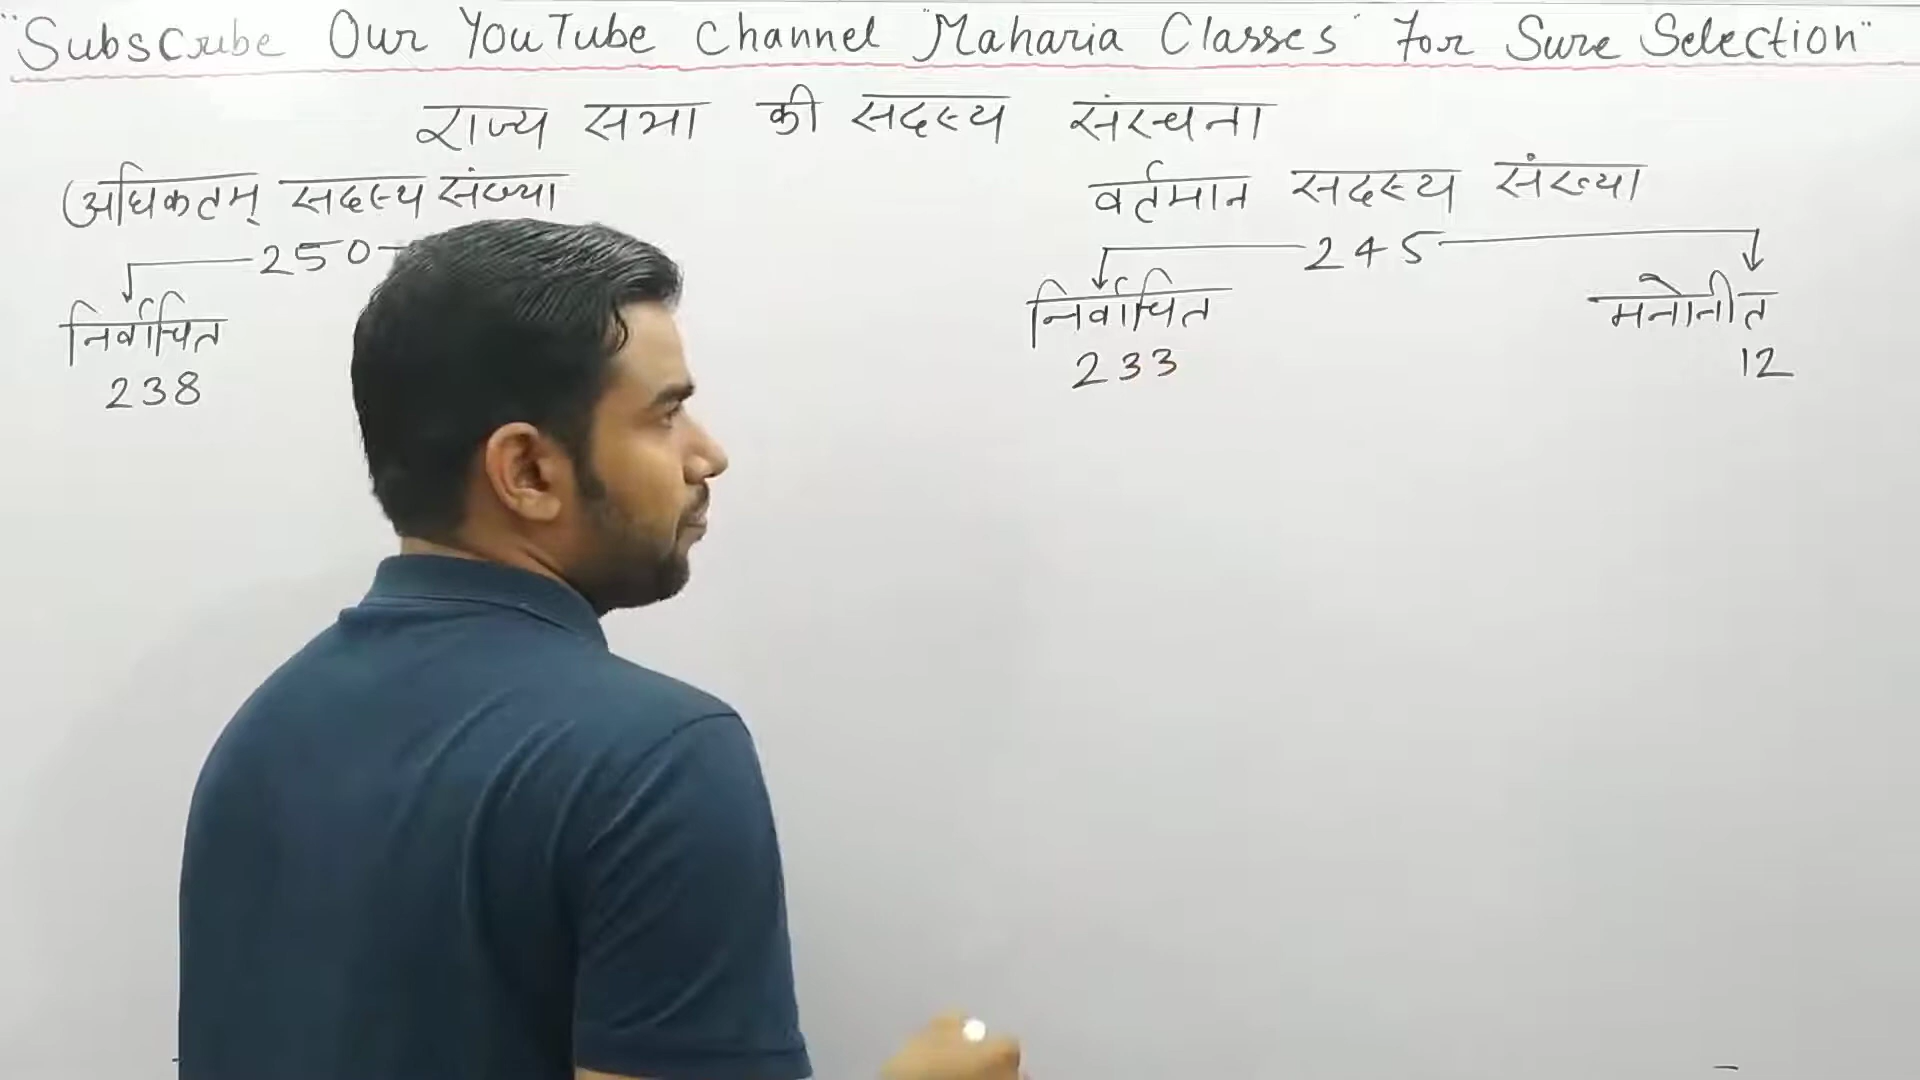 "Subscribe Our YouTube Channel "Maharia Classes" For Sure Selection"
राज्य सभा की सदस्य संरचना
अधिकतम् सदस्य संख्या
250
निर्वाचित
238
वर्तमान सदस्य संख्या
245
निर्वाचित
233
मनोनीत
12